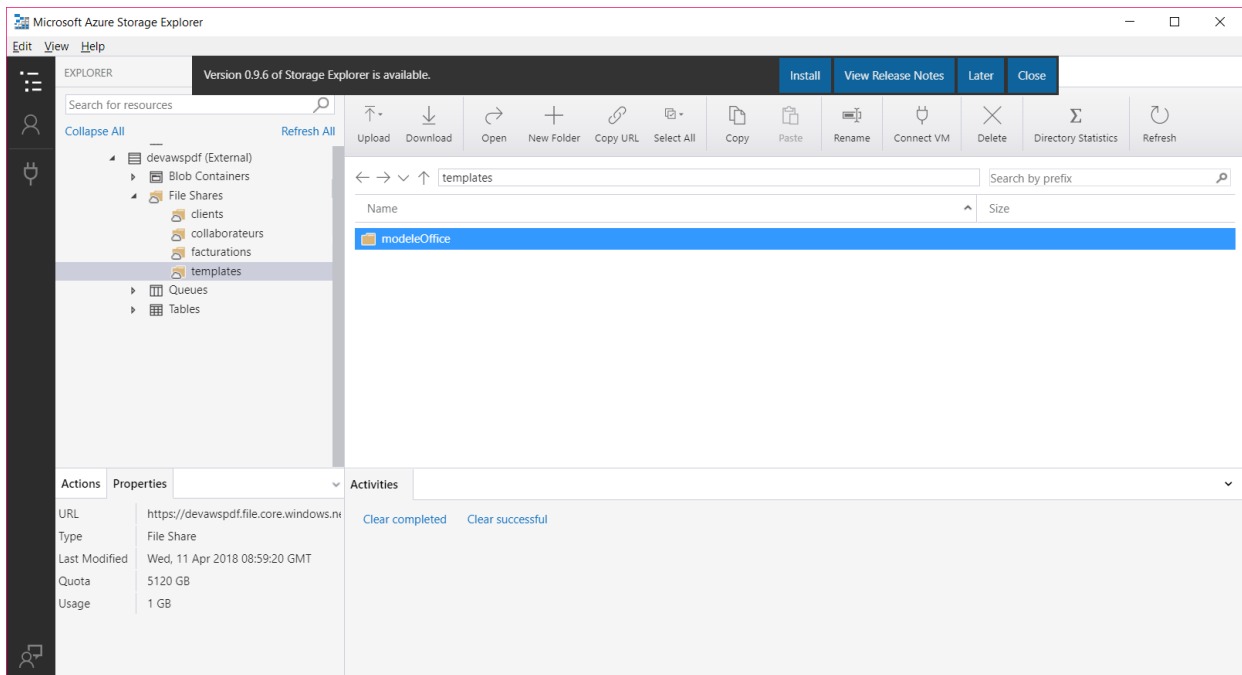 Microsoft Azure Storage Explorer
Edit View Help
EXPLORER
Version 0.9.6 of Storage Explorer is available.
Install View Release Notes Later Close
Search for resources
Collapse All Refresh All
devawspdf (External)
Blob Containers
File Shares
clients
collaborateurs
facturations
templates
Queues
Tables
Upload Download Open New Folder Copy URL Select All Copy Paste Rename Connect VM Delete Directory Statistics Refresh
templates
Search by prefix
Name Size
modeleOffice
Actions Properties
URL https://devawspdf.file.core.windows.ne
Type File Share
Last Modified Wed, 11 Apr 2018 08:59:20 GMT
Quota 5120 GB
Usage 1 GB
Activities
Clear completed Clear successful